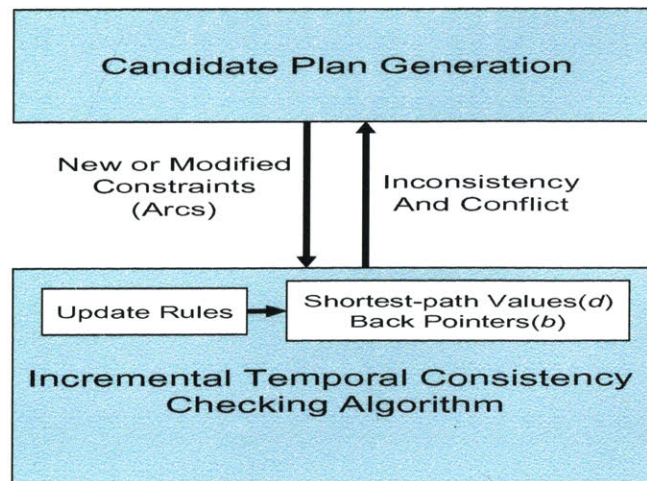 Candidate Plan Generation
New or Modified
Constraints
(Arcs)
Inconsistency
And Conflict
Update Rules
Shortest-path Values(d)
Back Pointers(b)
Incremental Temporal Consistency
Checking Algorithm